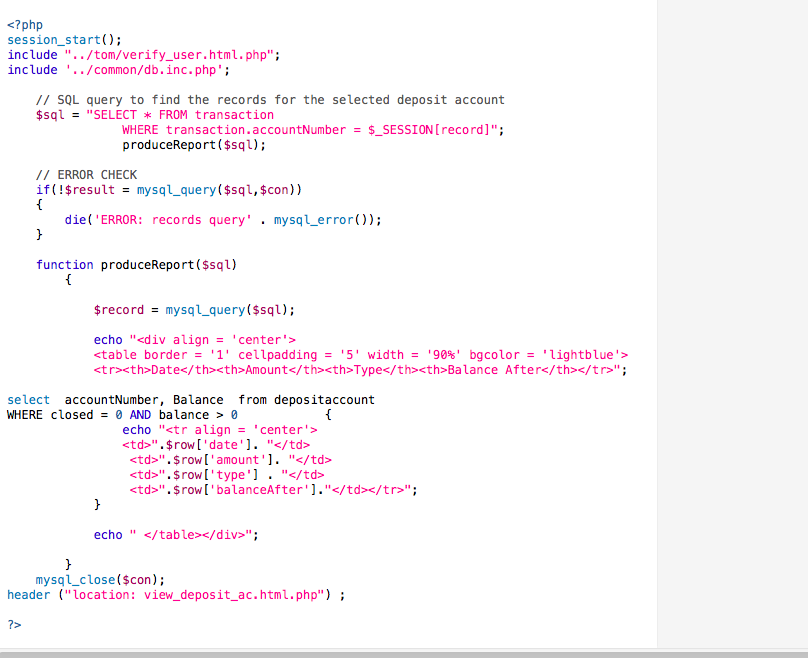 <?php
session_start();
include "../tom/verify_user.html.php";
include '../common/db.inc.php';
// SQL query to find the records for the selected deposit account
$sql = "SELECT * FROM transaction
WHERE transaction.accountNumber = $_SESSION[record]";
produceReport($sql);
// ERROR CHECK
if(!$result = mysql_query($sql,$con))
{
die('ERROR: records query' . mysql_error());
}
function produceReport($sql)
{
$record = mysql_query($sql);
echo "<div align = 'center'>
<table border = '1' cellpadding = '5' width = '90%' bgcolor = 'lightblue'>
<tr><th>Date</th><th>Amount</th><th>Type</th><th>Balance After</th></tr>";
select  accountNumber, Balance  from depositaccount
WHERE closed = 0 AND balance > 0            {
echo "<tr align = 'center'>
<td>".$row['date']. "</td>
<td>".$row['amount']. "</td>
<td>".$row['type'] . "</td>
<td>".$row['balanceAfter']."</td></tr>";
}
echo " </table></div>";
}
mysql_close($con);
header ("location: view_deposit_ac.html.php") ;
?>